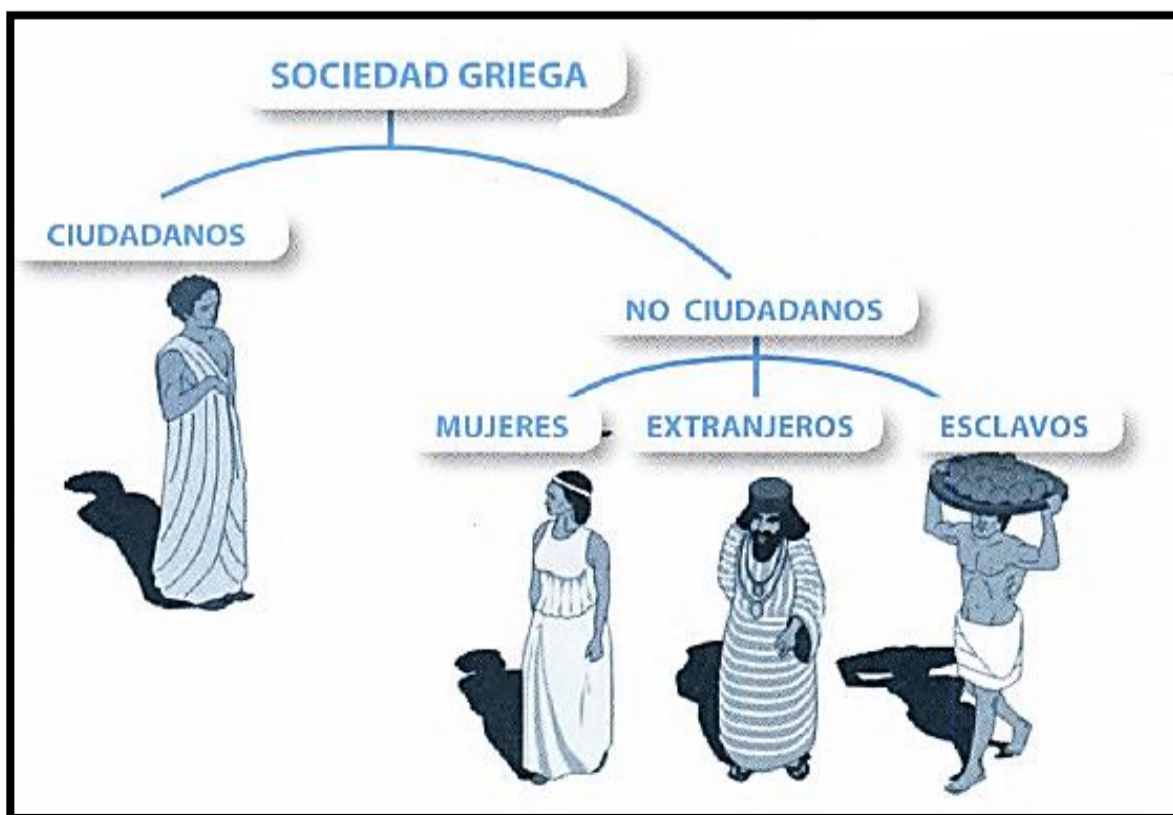 SOCIEDAD GRIEGA
CIUDADANOS
NO CIUDADANOS
MUJERES
EXTRANJEROS
ESCLAVOS